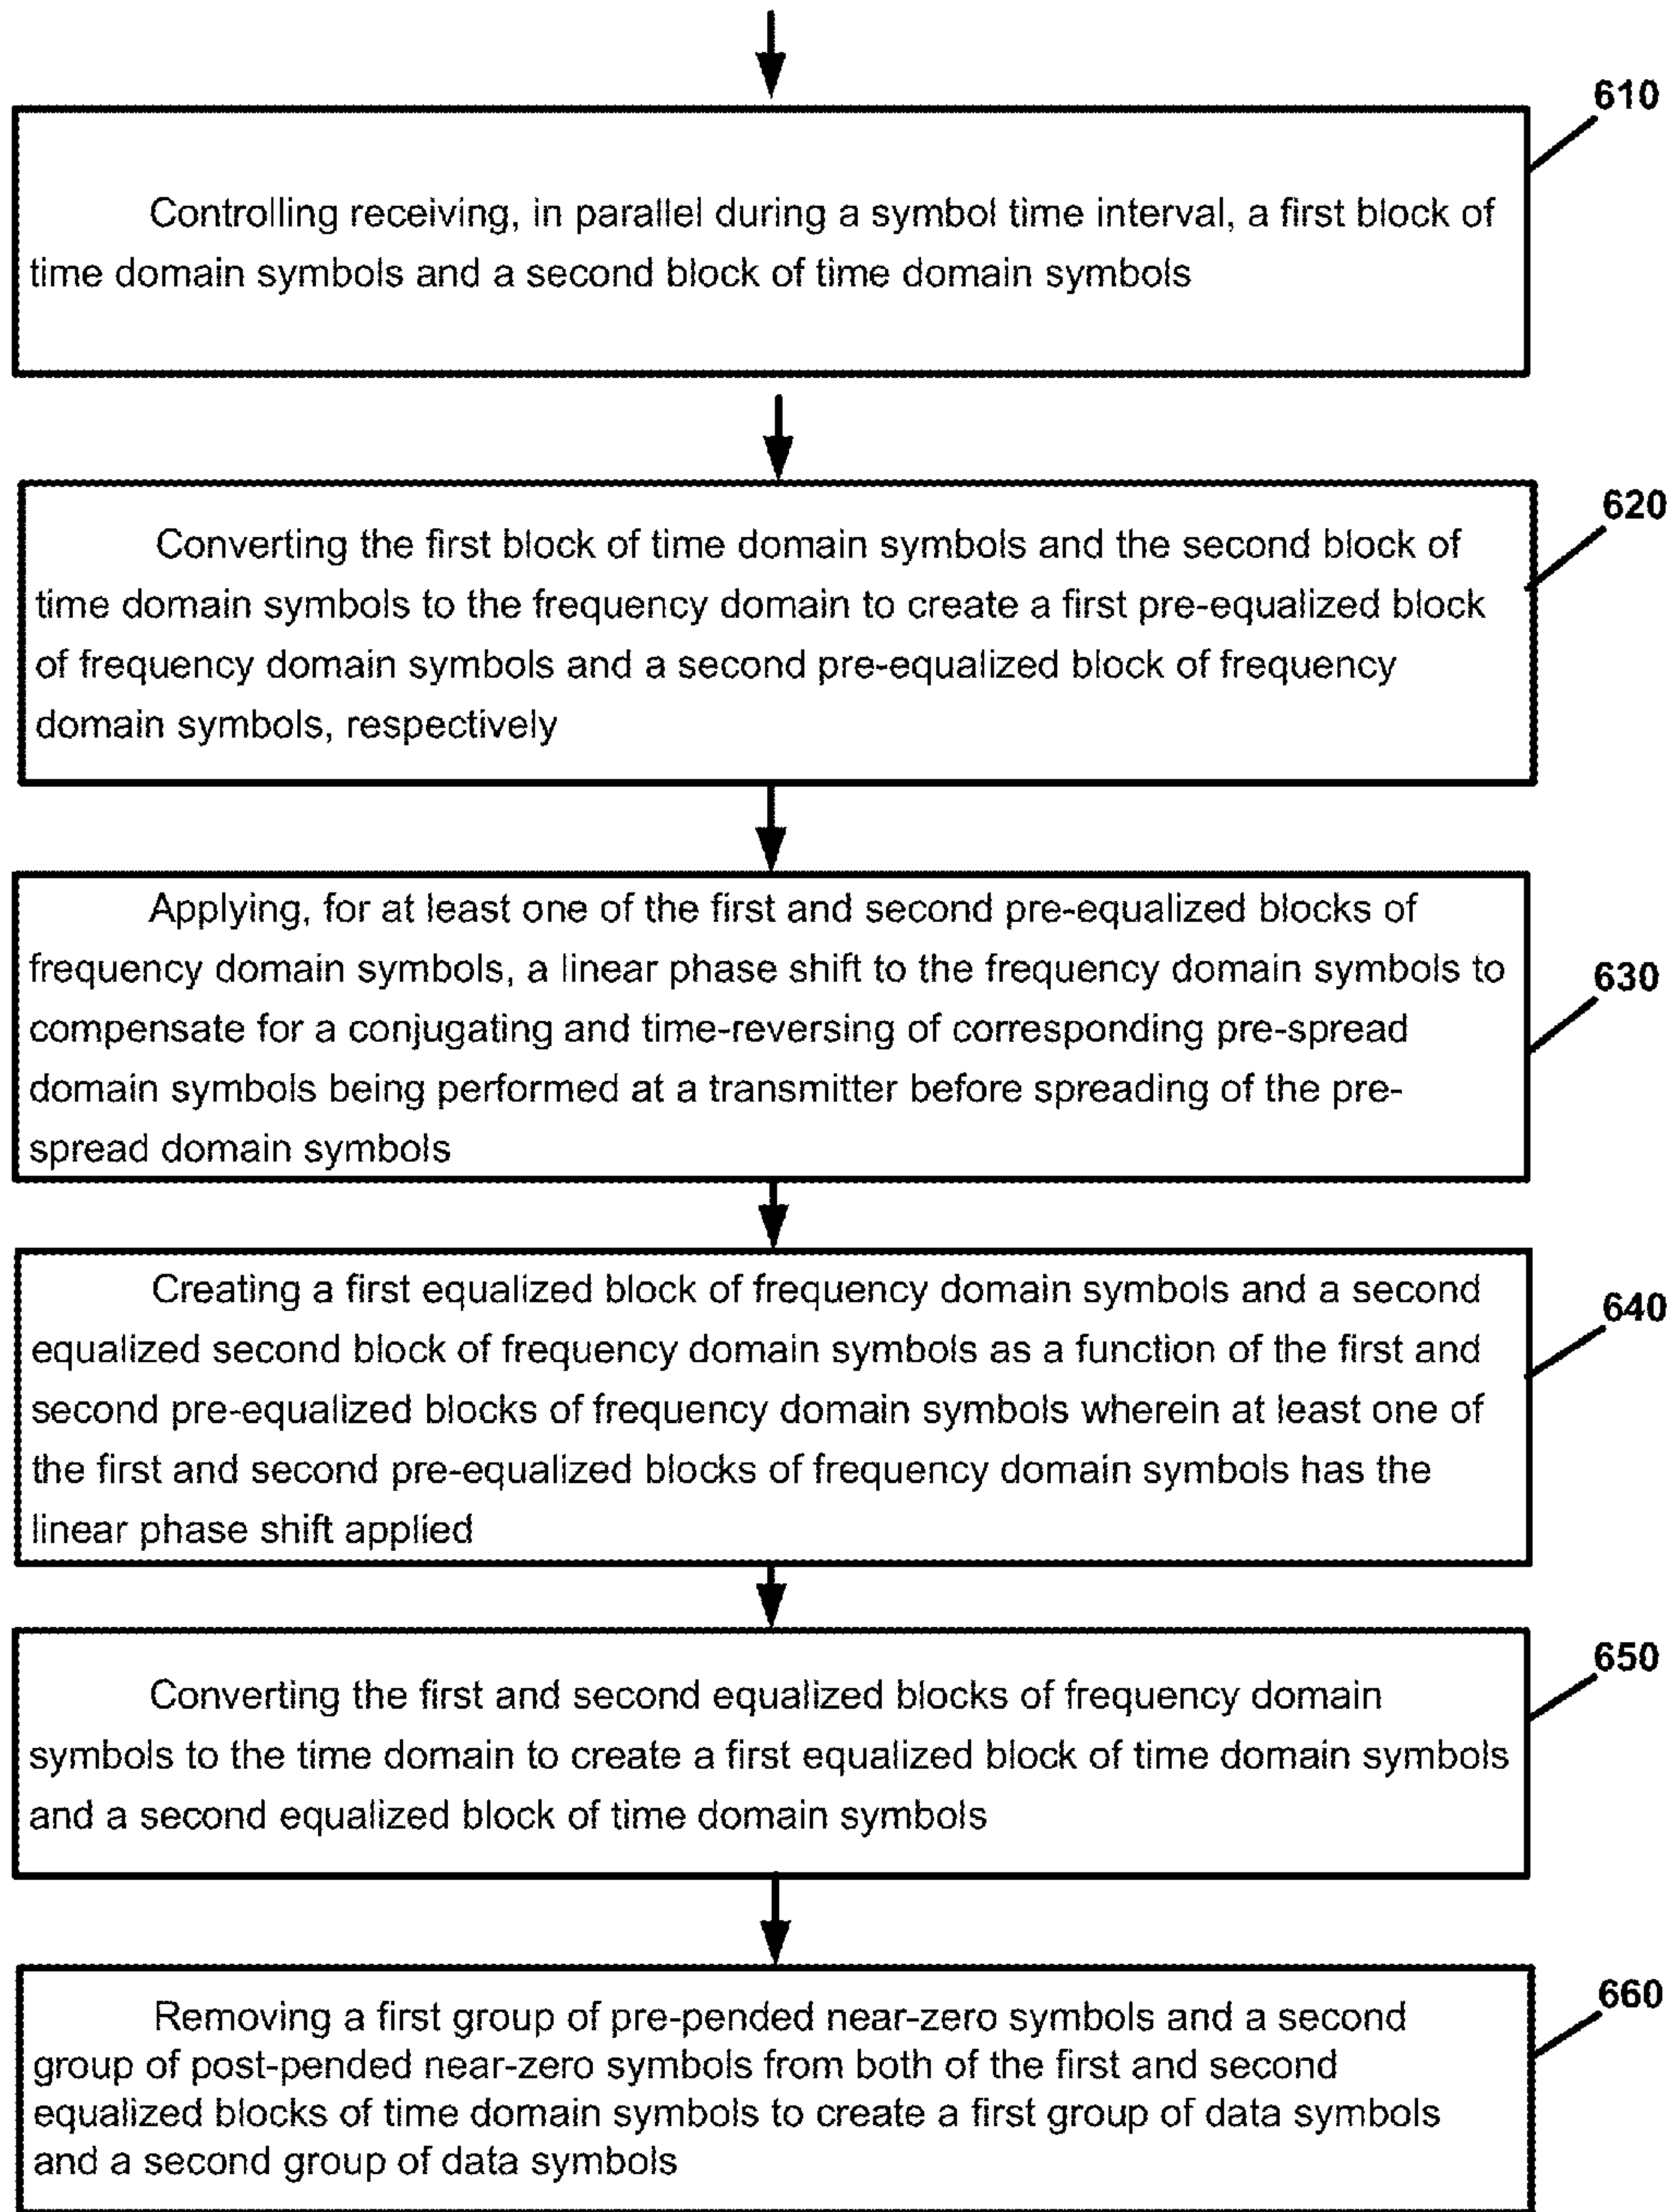 610
Controlling receiving, in parallel during a symbol time interval, a first block of
time domain symbols and a second block of time domain symbols
620
Converting the first block of time domain symbols and the second block of
time domain symbols to the frequency domain to create a first pre-equalized block
of frequency domain symbols and a second pre-equalized block of frequency
domain symbols, respectively
630
Applying, for at least one of the first and second pre-equalized blocks of
frequency domain symbols, a linear phase shift to the frequency domain symbols to
compensate for a conjugating and time-reversing of corresponding pre-spread
domain symbols being performed at a transmitter before spreading of the pre-
spread domain symbols
640
Creating a first equalized block of frequency domain symbols and a second
equalized second block of frequency domain symbols as a function of the first and
second pre-equalized blocks of frequency domain symbols wherein at least one of
the first and second pre-equalized blocks of frequency domain symbols has the
linear phase shift applied
650
Converting the first and second equalized blocks of frequency domain
symbols to the time domain to create a first equalized block of time domain symbols
and a second equalized block of time domain symbols
660
Removing a first group of pre-pended near-zero symbols and a second
group of post-pended near-zero symbols from both of the first and second
equalized blocks of time domain symbols to create a first group of data symbols
and a second group of data symbols